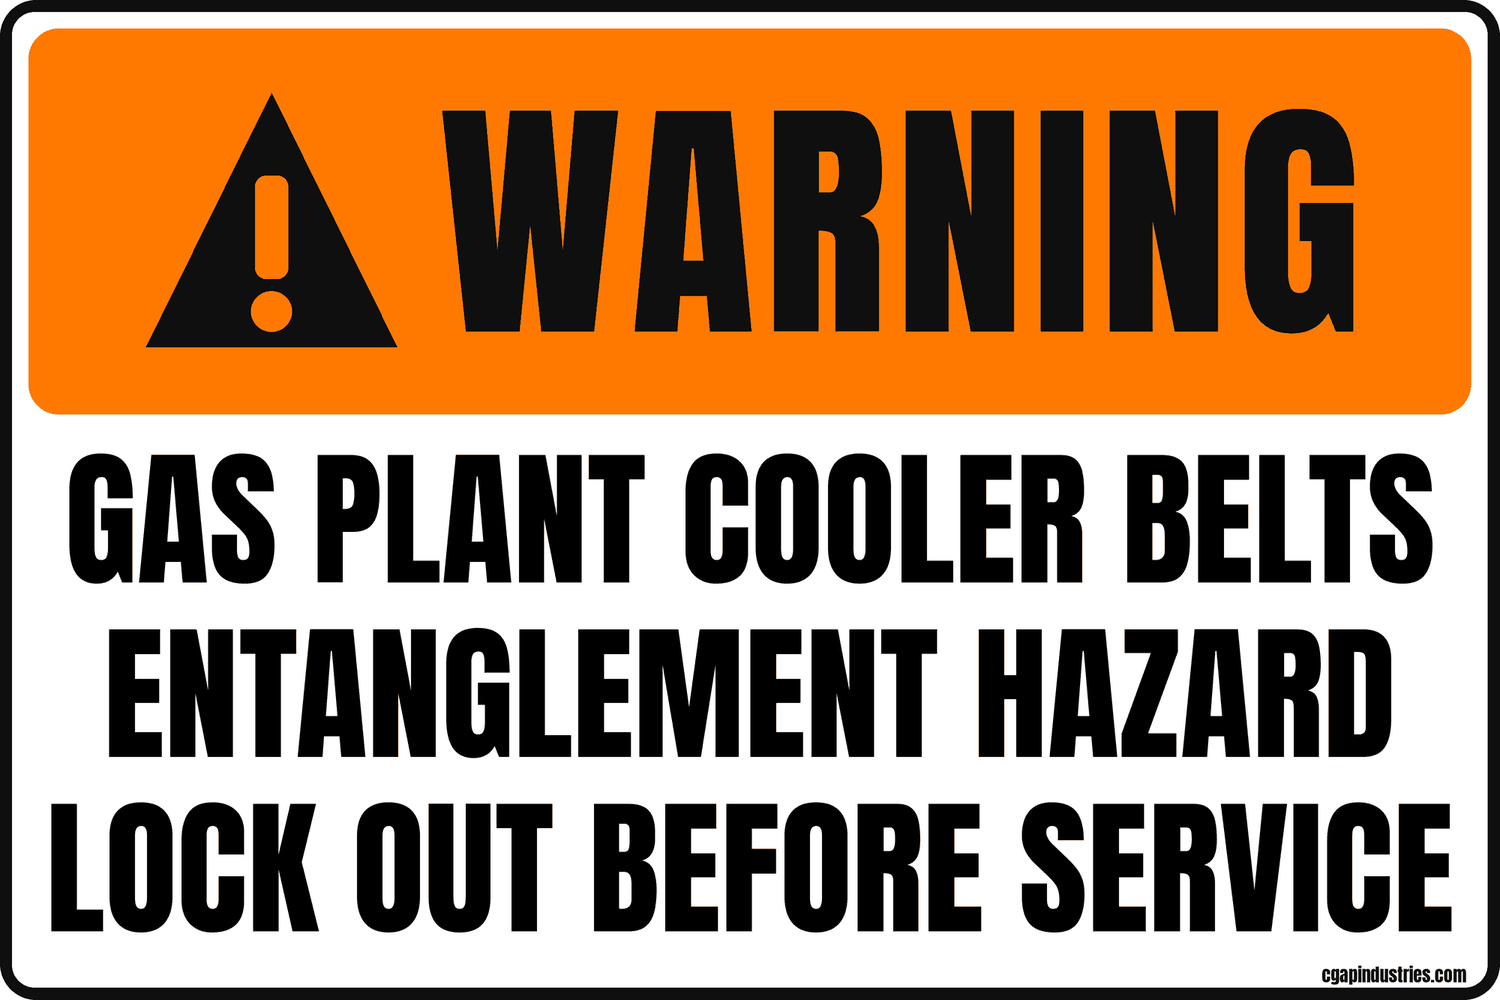 WARNING
GAS PLANT COOLER BELTS
ENTANGLEMENT HAZARD
LOCK OUT BEFORE SERVICE
cgapindustries.com